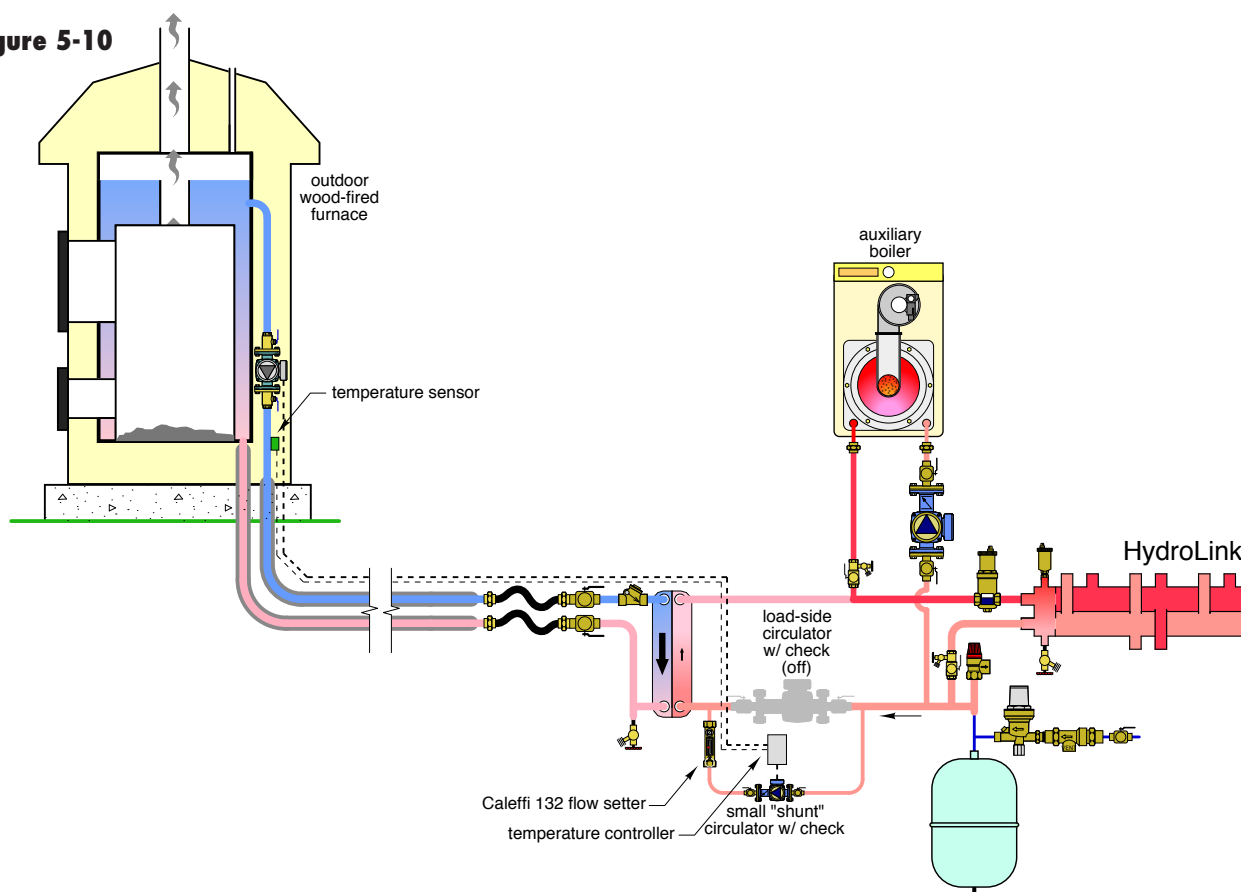 gure 5-10
outdoor
wood-fired
furnace
auxiliary
boiler
temperature sensor
HydroLink
load-side
circulator
w/ check
(off)
Caleffi 132 flow setter
small "shunt"
circulator w/ check
temperature controller